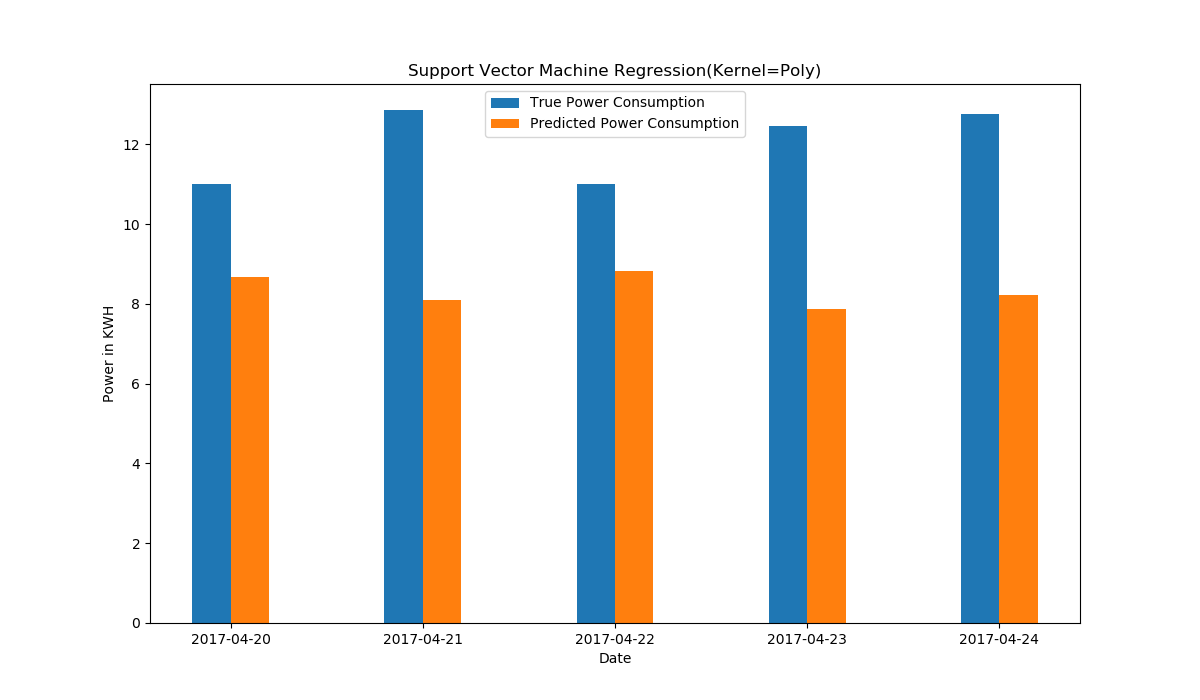 Support Vector Machine Regression(Kernel=Poly)
True Power Consumption
Predicted Power Consumption
12
10
8
6
4
2
0
Power in KWH
2017-04-20 2017-04-21 2017-04-22 2017-04-23 2017-04-24
Date